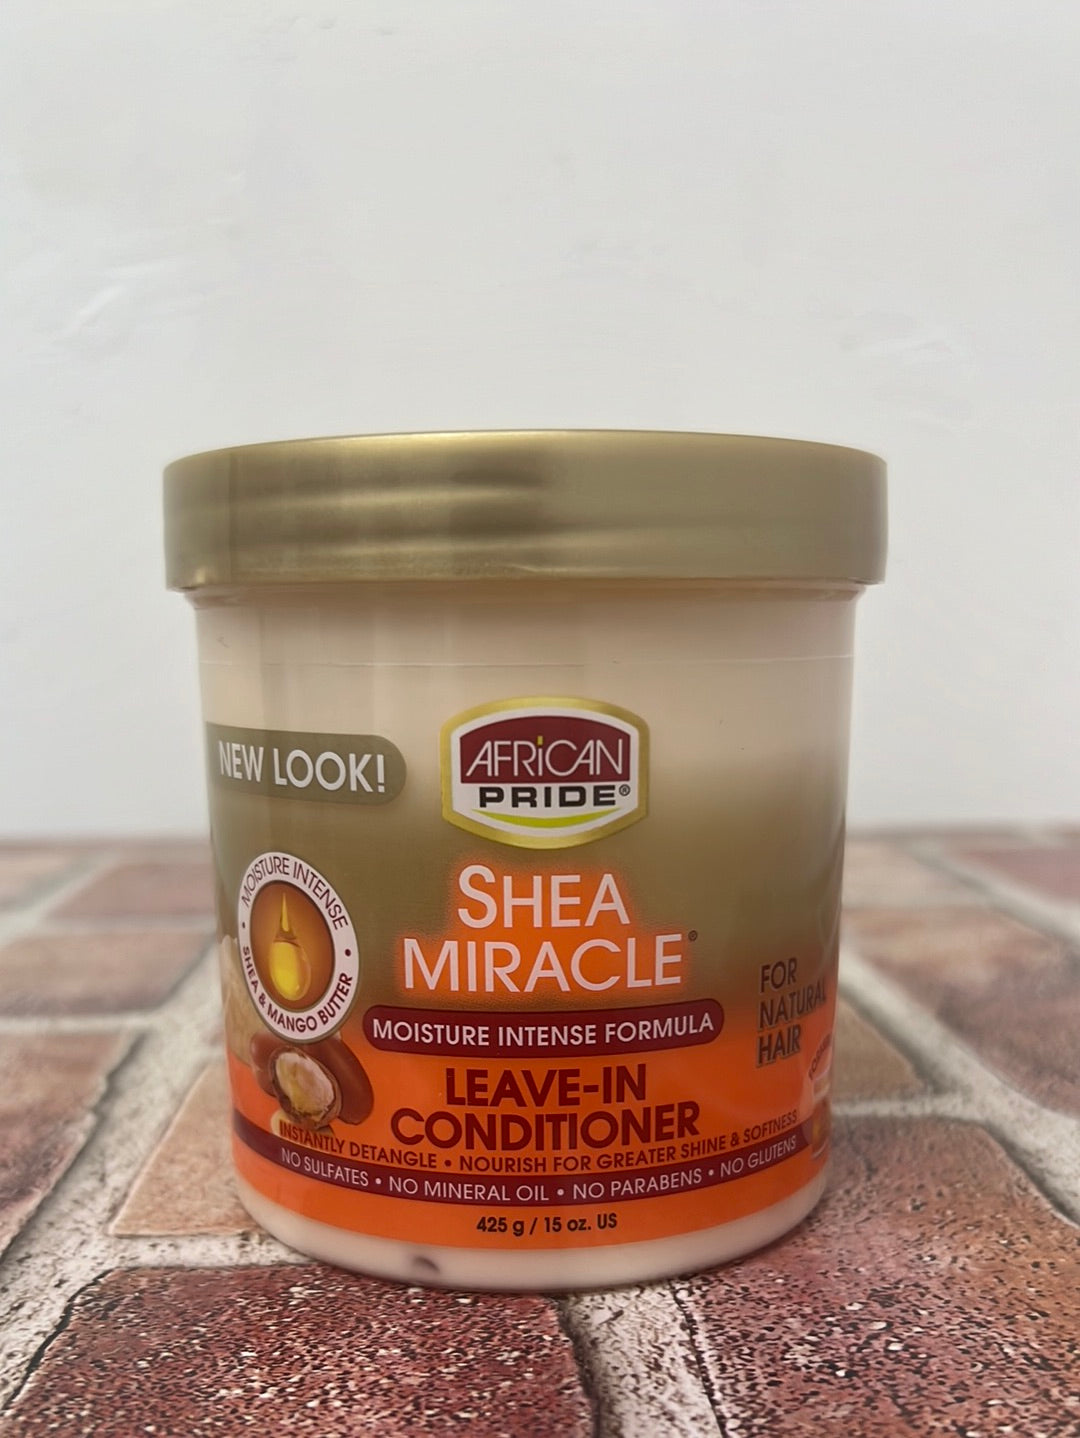 NEW LOOK!
AFRICAN
PRIDE®
MOISTURE INTENSE
SHEA & MANGO BUTTER
SHEA
MIRACLE®
FOR
NATURAL
HAIR
MOISTURE INTENSE FORMULA
LEAVE-IN
CONDITIONER
INSTANTLY DETANGLE • NOURISH FOR GREATER SHINE & SOFTNESS
NO SULFATES • NO MINERAL OIL • NO PARABENS • NO GLUTENS
425 g / 15 oz. US